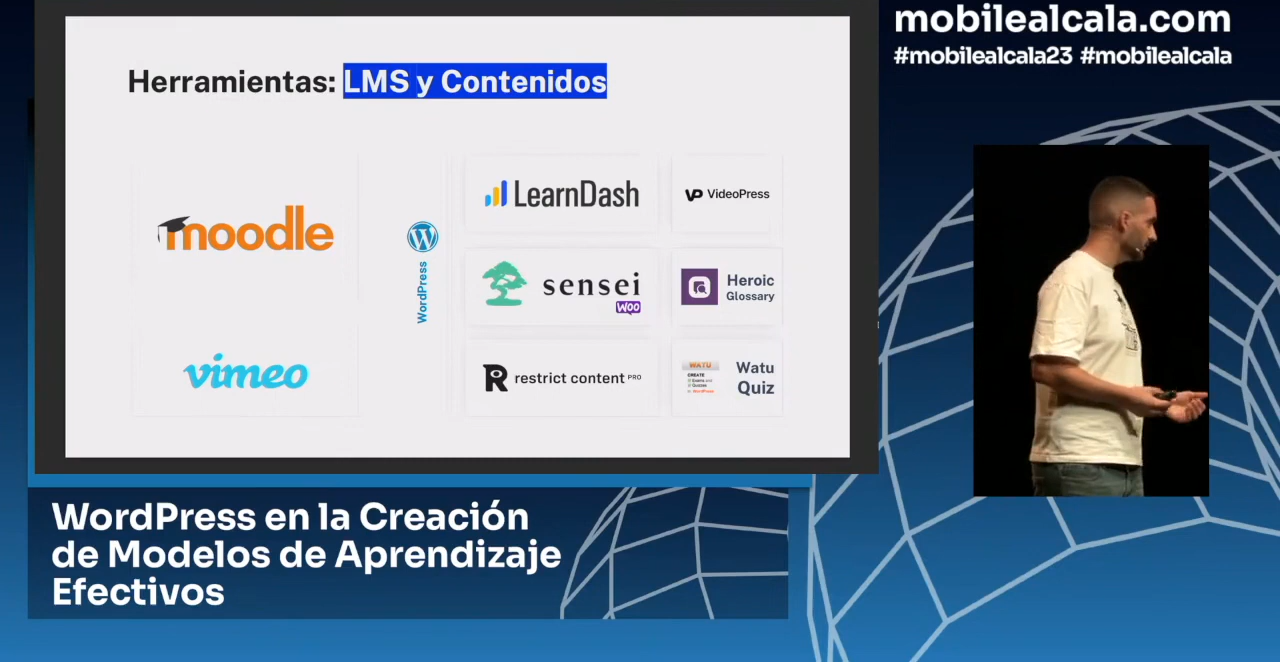 mobilealcala.com
#mobilealcala23 #mobilealcala
Herramientas: LMS y Contenidos
moodle
vimeo
WordPress
LearnDash
VideoPress
sensei
WOO
Heroic
Glossary
restrict content PRO
WATU
CREATE
Watu
Quiz
WordPress en la Creación
de Modelos de Aprendizaje
Efectivos